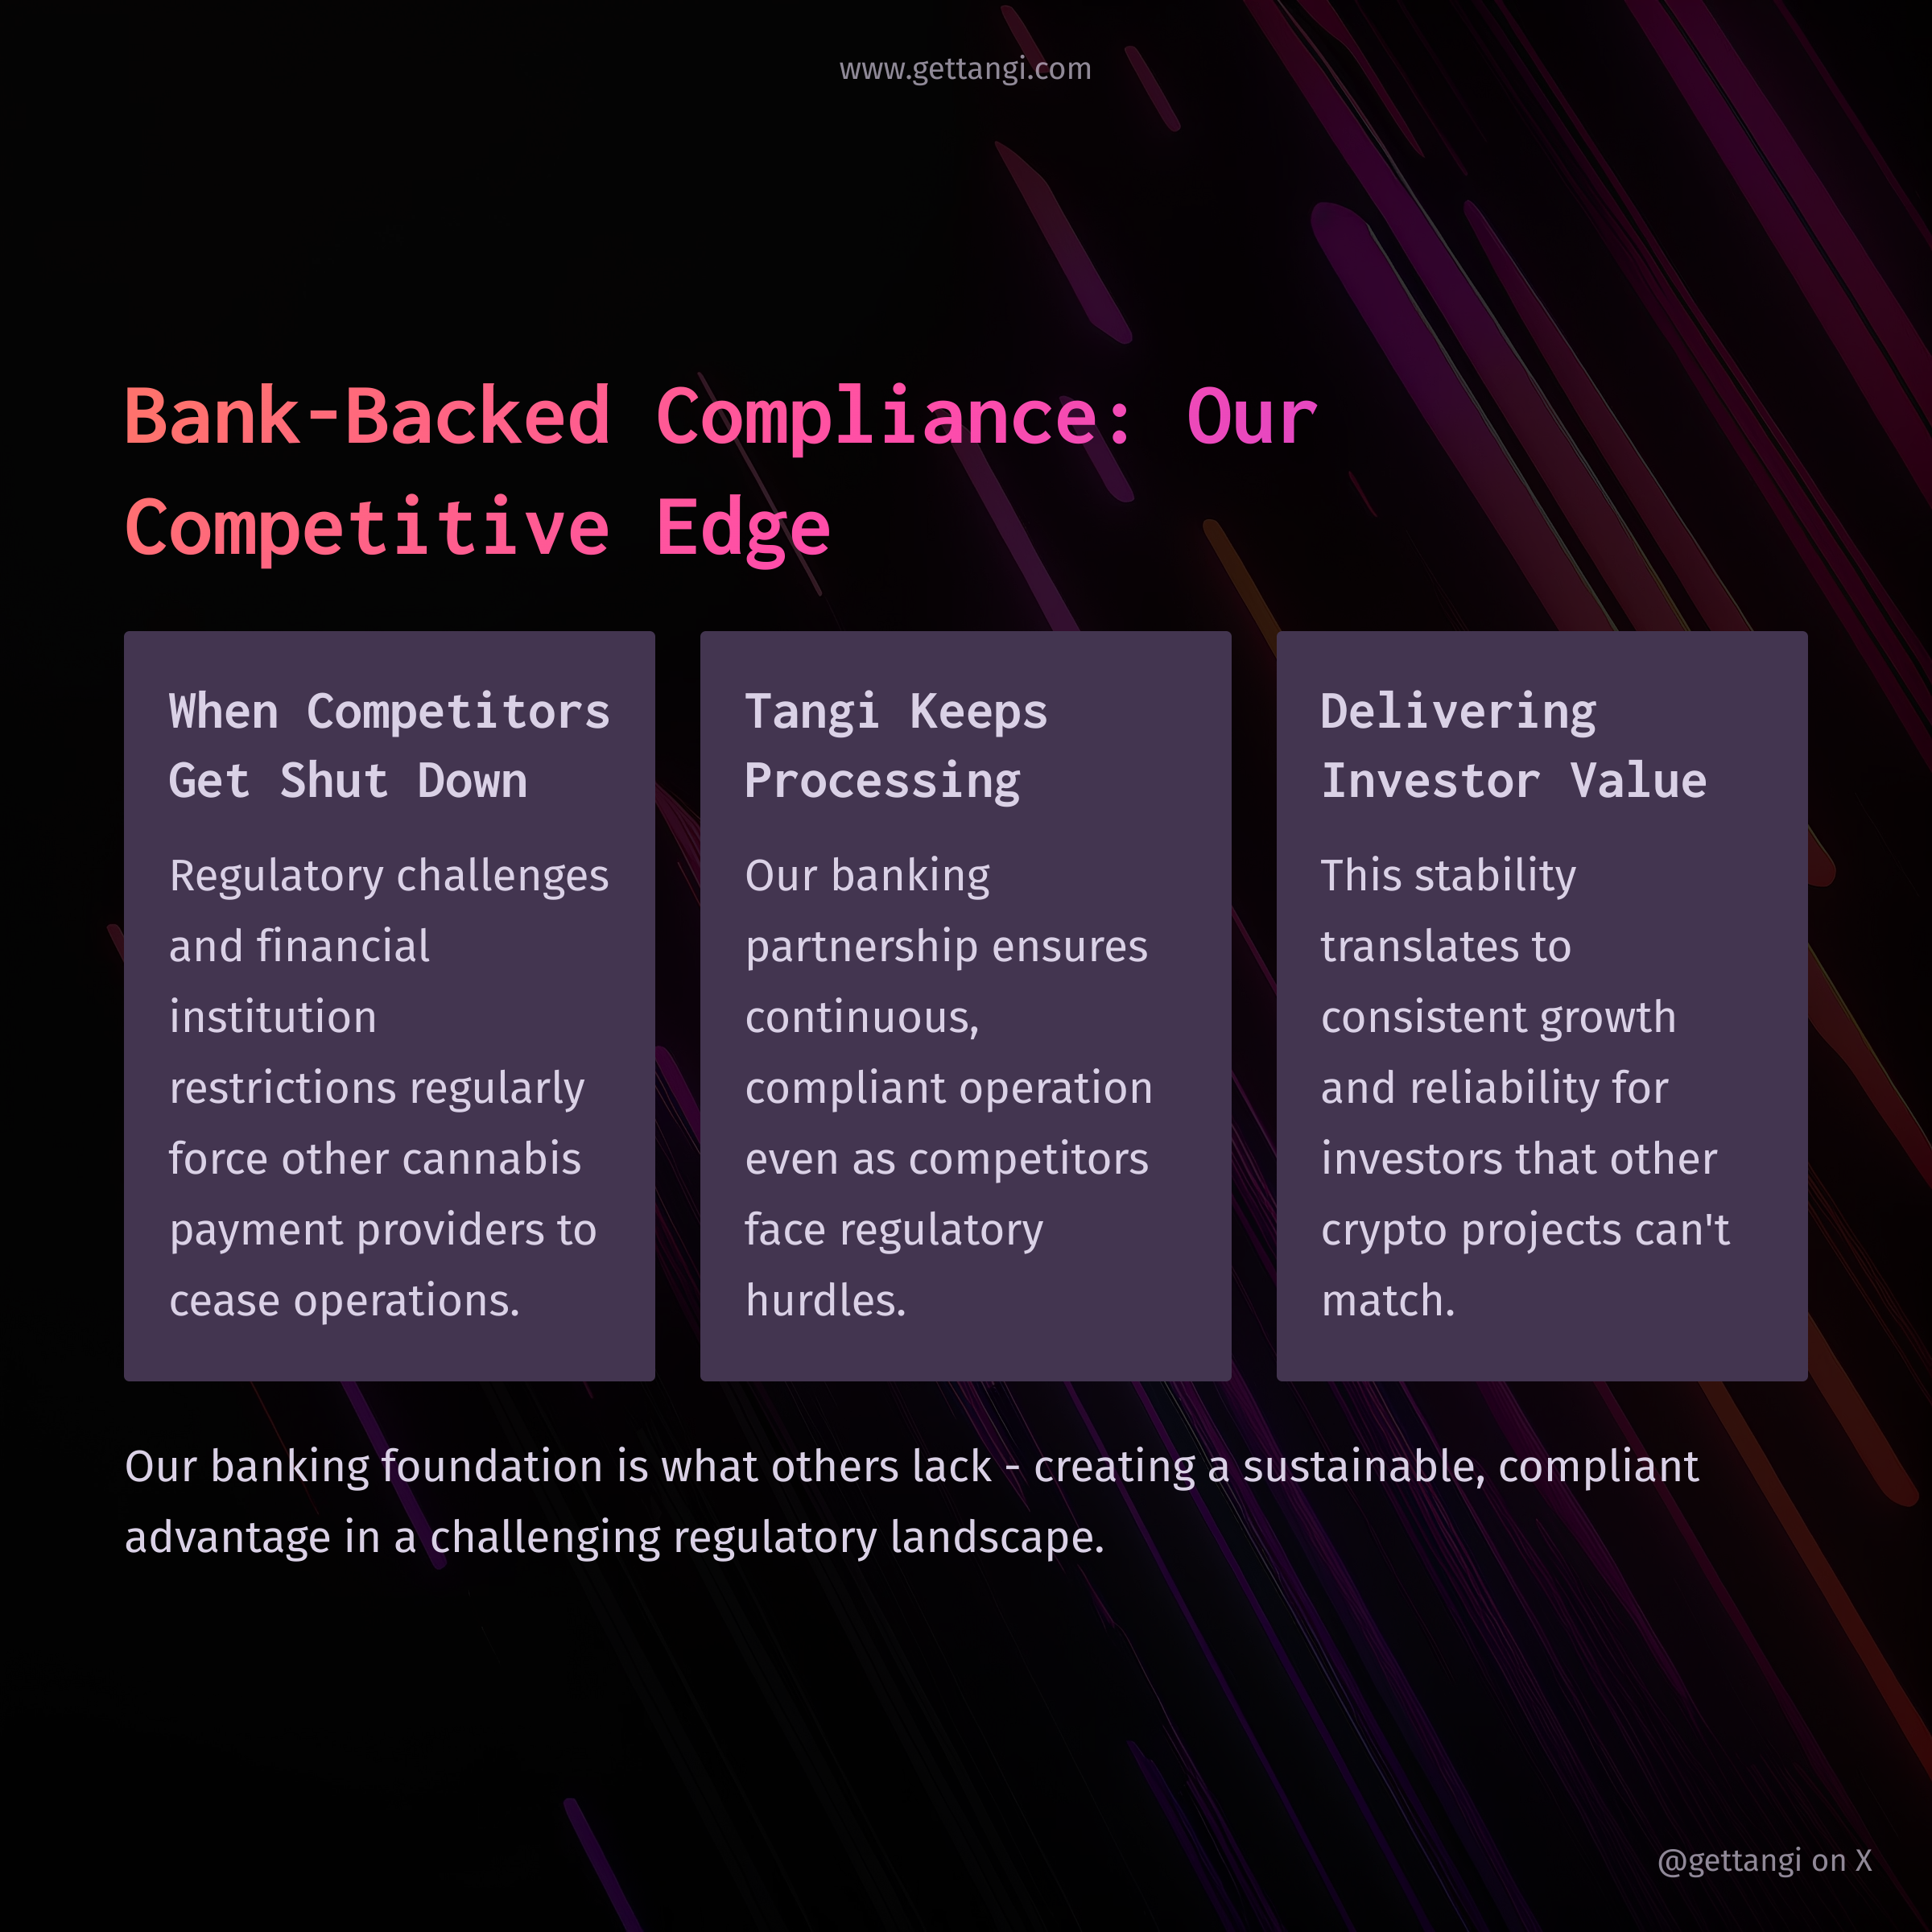 www.gettangi.com
Bank-Backed Compliance: Our
Competitive Edge
When Competitors
Get Shut Down
Regulatory challenges
and financial
institution
restrictions regularly
force other cannabis
payment providers to
cease operations.
Tangi Keeps
Processing
Our banking
partnership ensures
continuous,
compliant operation
even as competitors
face regulatory
hurdles.
Delivering
Investor Value
This stability
translates to
consistent growth
and reliability for
investors that other
crypto projects can't
match.
Our banking foundation is what others lack - creating a sustainable, compliant
advantage in a challenging regulatory landscape.
@gettangi on X